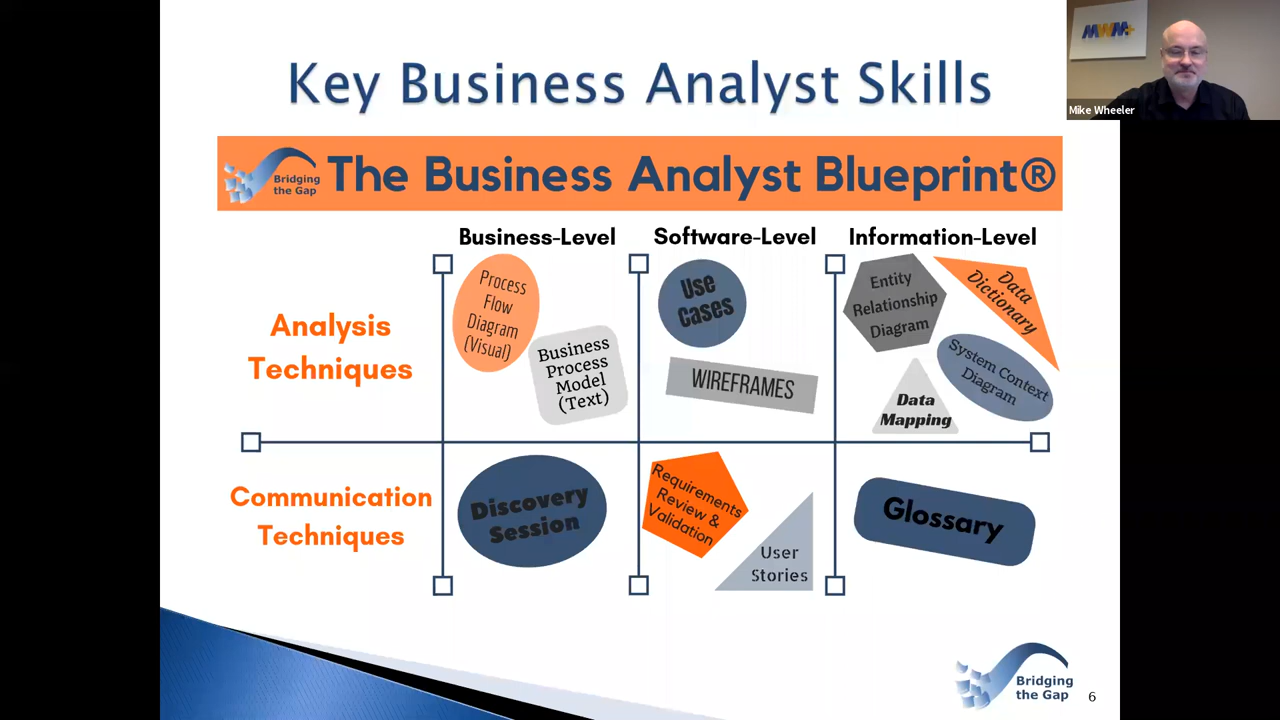 Key Business Analyst Skills
MWM+
Mike Wheeler
Bridging
the Gap
The Business Analyst Blueprint®
Business-Level
Software-Level
Information-Level
Analysis
Techniques
Process
Flow
Diagram
(Visual)
Business
Process
Model
(Text)
Use
Cases
WIREFRAMES
Entity
Relationship
Diagram
Data
Dictionary
System Context
Diagram
Data
Mapping
Communication
Techniques
Discovery
Session
Requirements
Review &
Validation
User
Stories
Glossary
Bridging
the Gap
6